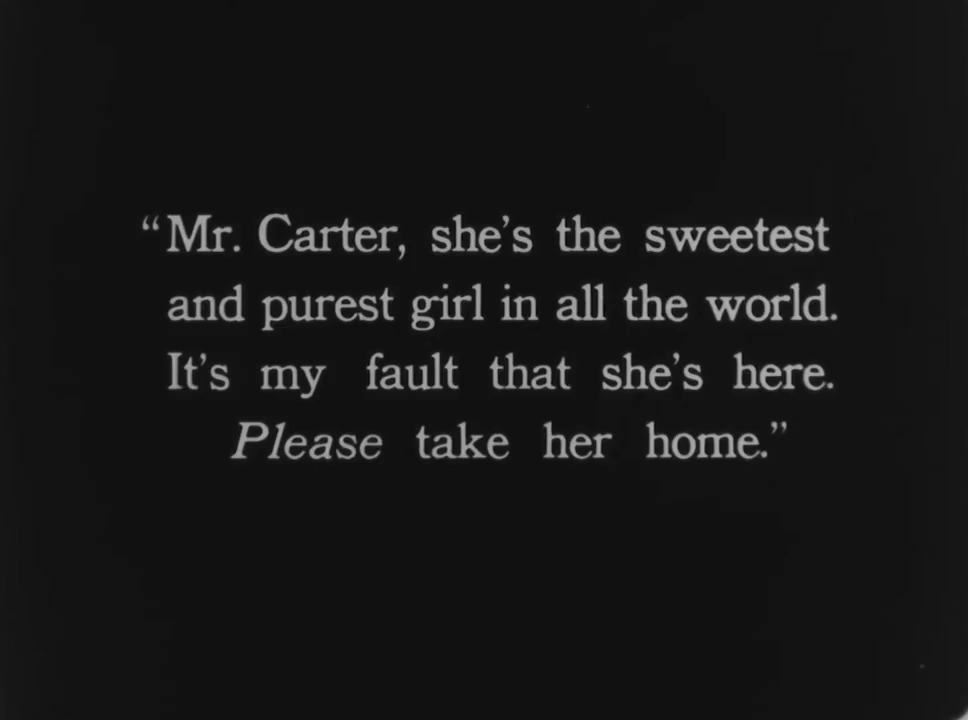 “Mr. Carter, she’s the sweetest
and purest girl in all the world.
It’s my fault that she’s here.
Please take her home.”